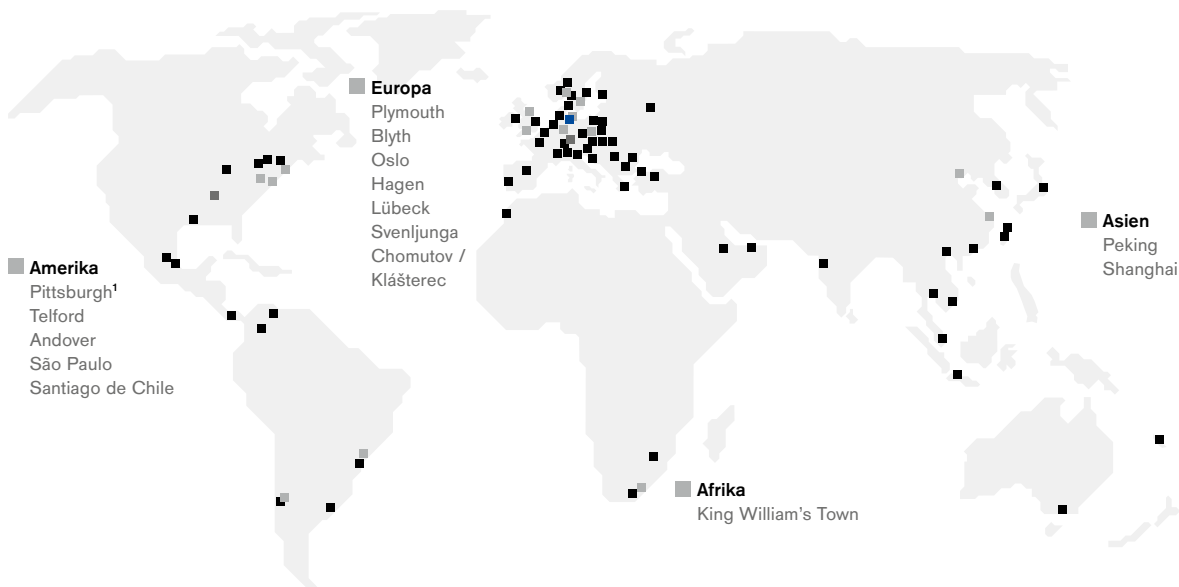 Europa
Plymouth
Blyth
Oslo
Hagen
Lübeck
Svenljunga
Chomutov /
Klášterec
Amerika
Pittsburgh¹
Telford
Andover
São Paulo
Santiago de Chile
Asien
Peking
Shanghai
Afrika
King William's Town